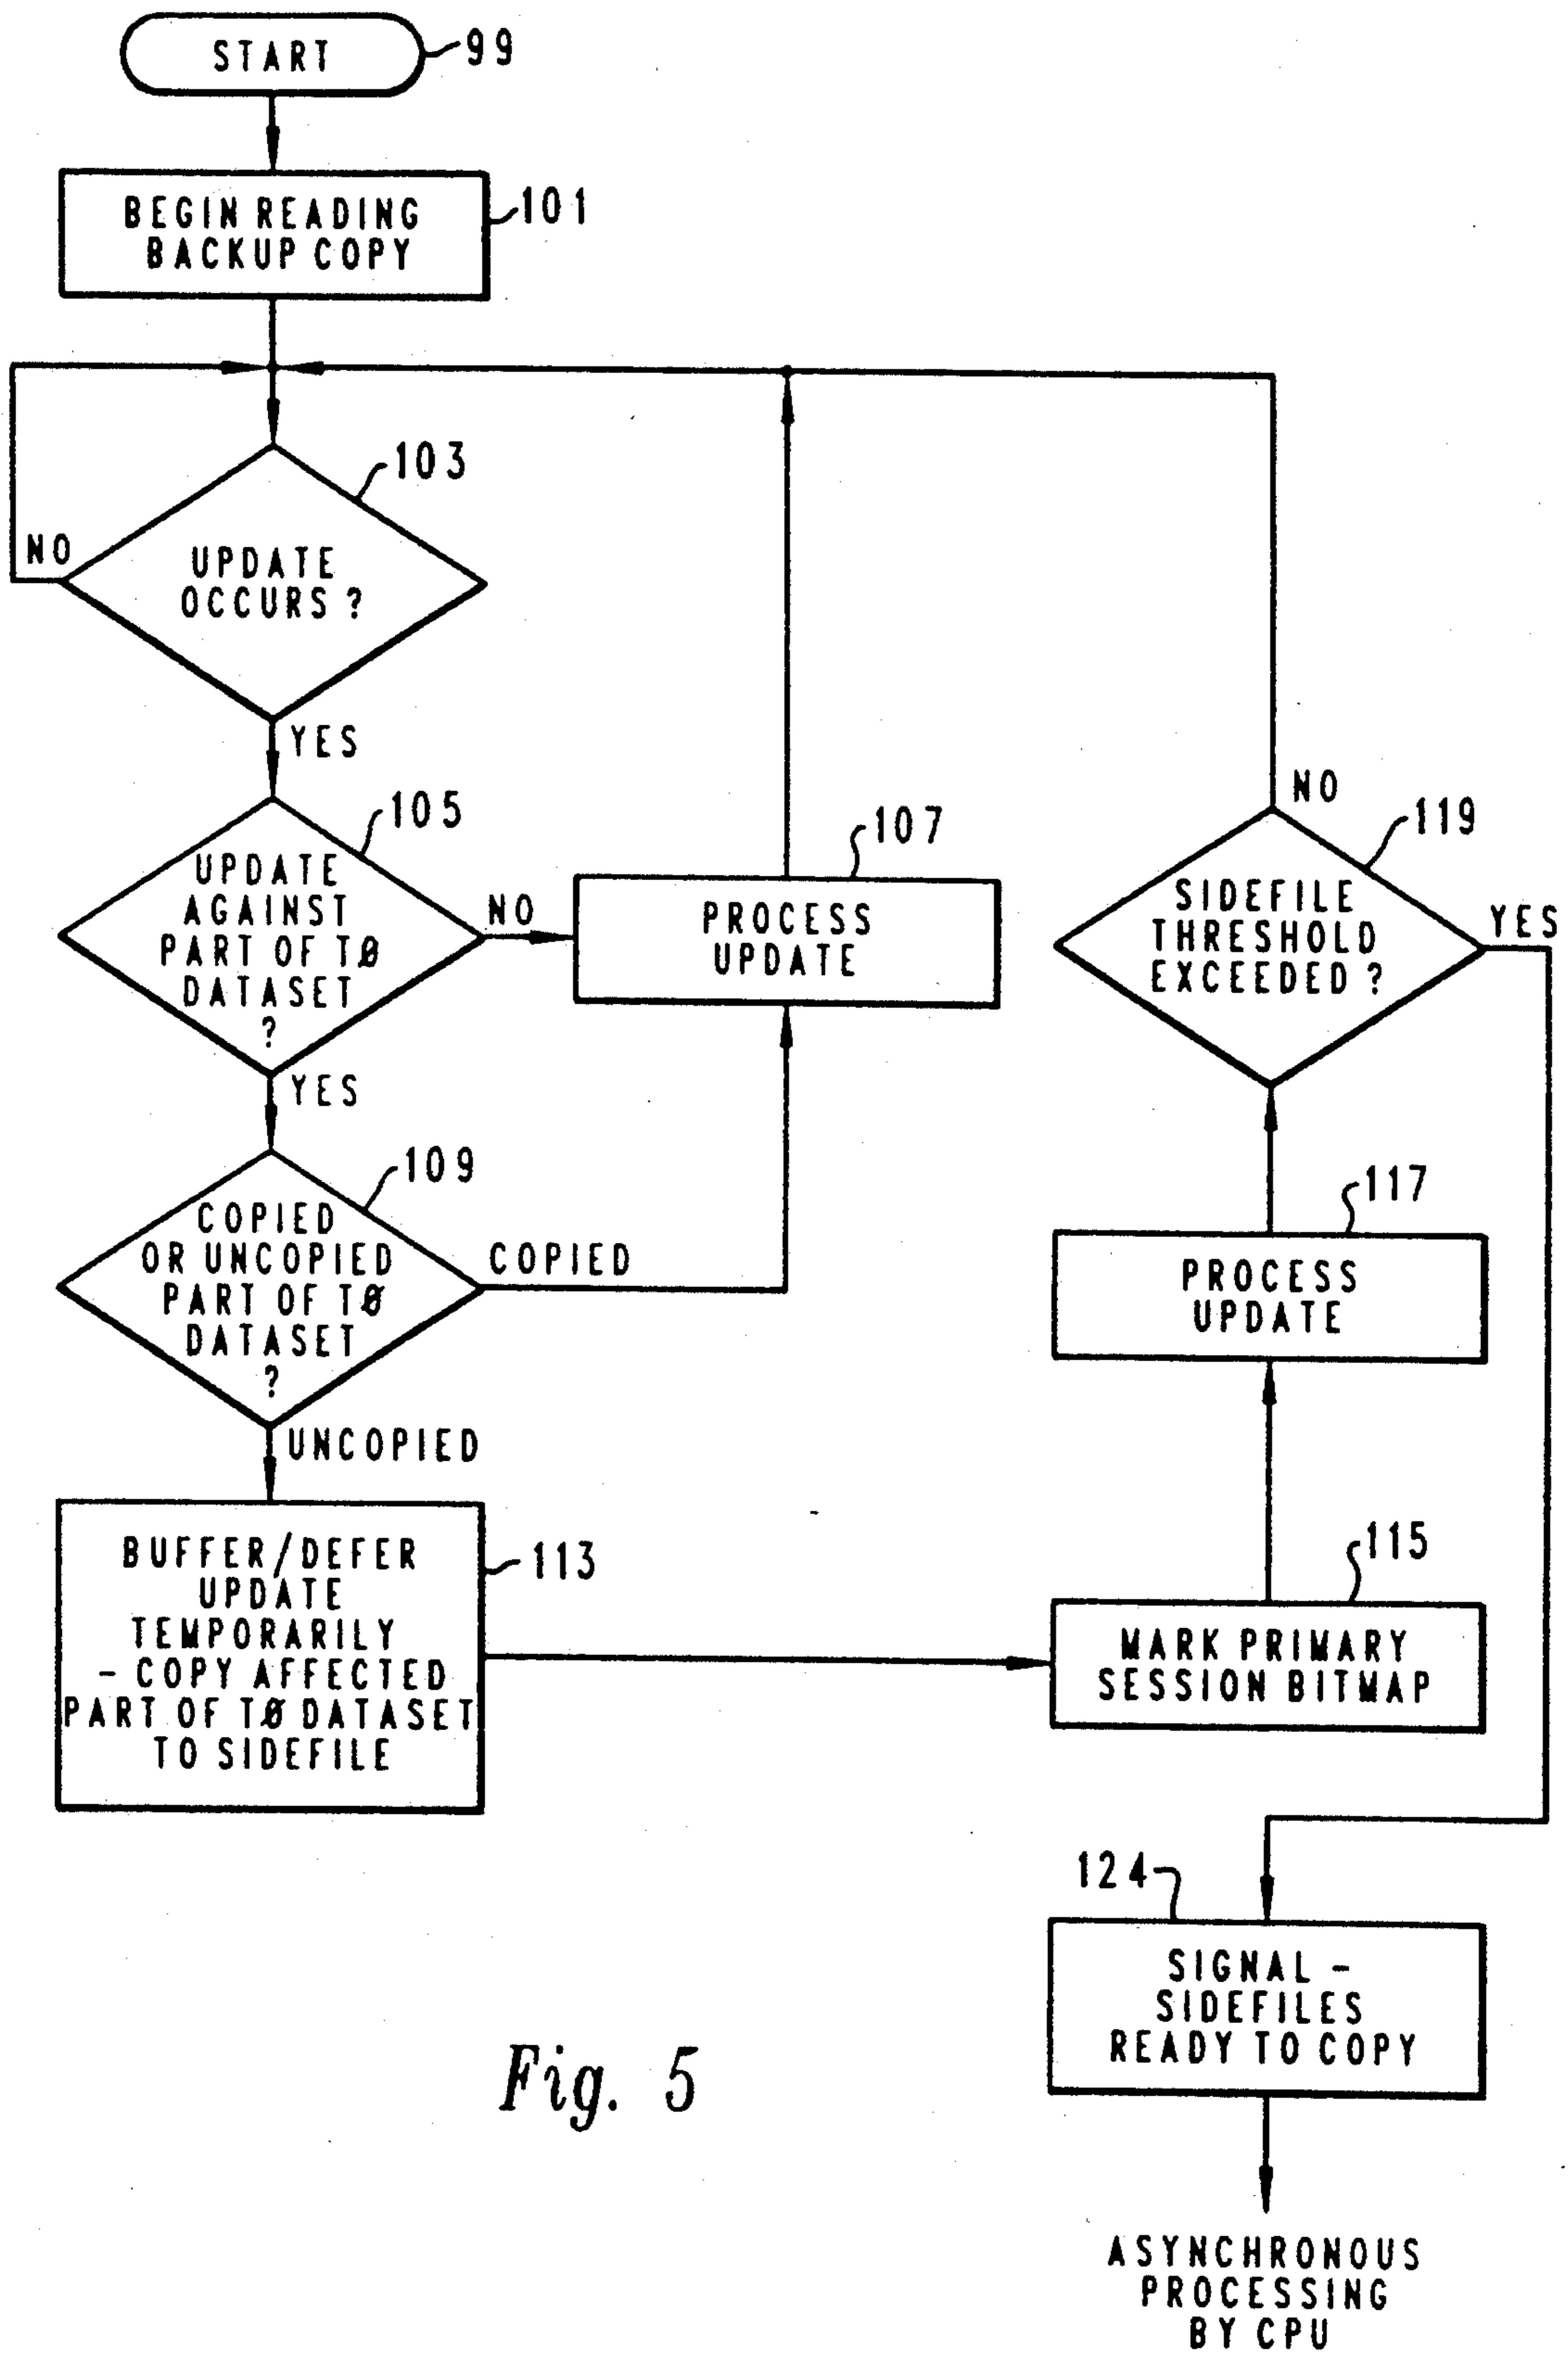 START
99
BEGIN READING
BACKUP COPY
101
103
NO
UPDATE
OCCURS ?
YES
105
UPDATE
AGAINST
PART OF TØ
DATASET
?
NO
107
PROCESS
UPDATE
YES
109
COPIED
OR UNCOPIED
PART OF TØ
DATASET
?
COPIED
UNCOPIED
BUFFER/DEFER
UPDATE
TEMPORARILY
- COPY AFFECTED
PART OF TØ DATASET
TO SIDEFILE
113
115
MARK PRIMARY
SESSION BITMAP
117
PROCESS
UPDATE
NO
119
SIDEFILE
THRESHOLD
EXCEEDED ?
YES
124
SIGNAL -
SIDEFILES
READY TO COPY
ASYNCHRONOUS
PROCESSING
BY CPU
Fig. 5